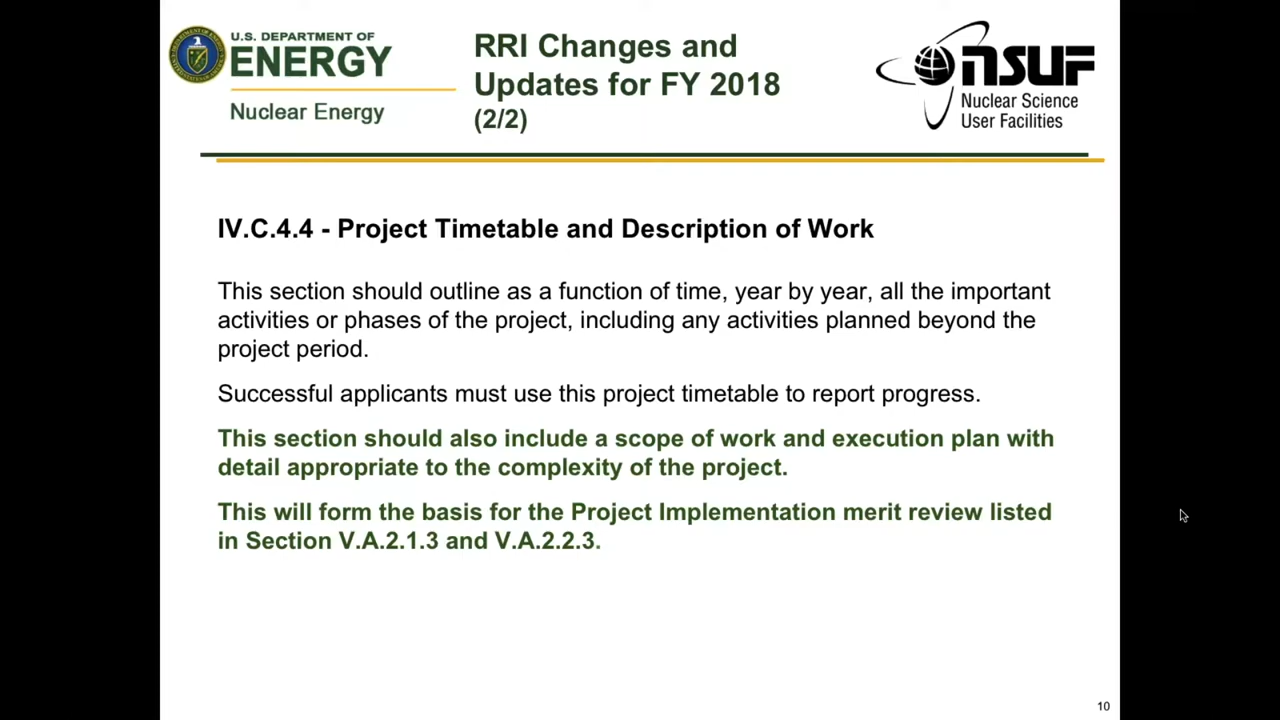 U.S. DEPARTMENT OF
ENERGY
Nuclear Energy
RRI Changes and
Updates for FY 2018
(2/2)
NSUF
Nuclear Science
User Facilities
IV.C.4.4 - Project Timetable and Description of Work
This section should outline as a function of time, year by year, all the important
activities or phases of the project, including any activities planned beyond the
project period.
Successful applicants must use this project timetable to report progress.
This section should also include a scope of work and execution plan with
detail appropriate to the complexity of the project.
This will form the basis for the Project Implementation merit review listed
in Section V.A.2.1.3 and V.A.2.2.3.
10